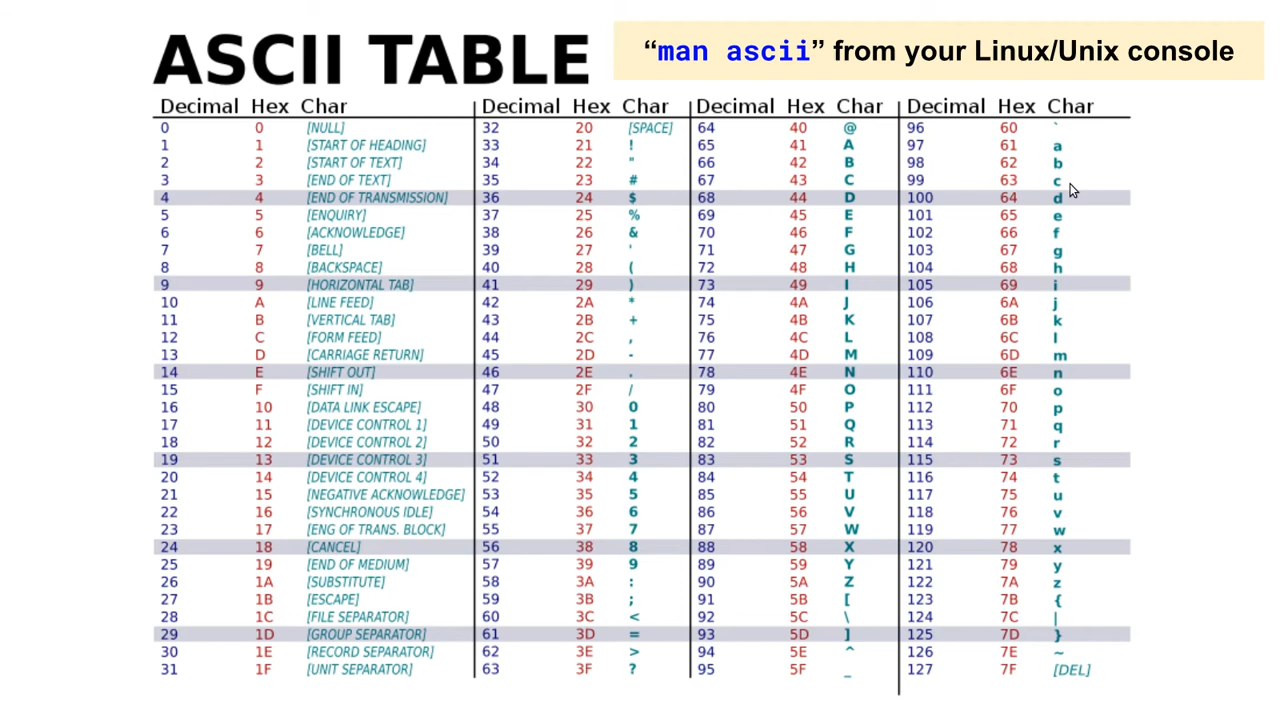 ASCII TABLE
“man ascii” from your Linux/Unix console
Decimal Hex Char Decimal Hex Char Decimal Hex Char Decimal Hex Char
0 0 [NULL] 32 20 [SPACE] 64 40 @ 96 60 `
1 1 [START OF HEADING] 33 21 ! 65 41 A 97 61 a
2 2 [START OF TEXT] 34 22 " 66 42 B 98 62 b
3 3 [END OF TEXT] 35 23 # 67 43 C 99 63 c
4 4 [END OF TRANSMISSION] 36 24 $ 68 44 D 100 64 d
5 5 [ENQUIRY] 37 25 % 69 45 E 101 65 e
6 6 [ACKNOWLEDGE] 38 26 & 70 46 F 102 66 f
7 7 [BELL] 39 27 ' 71 47 G 103 67 g
8 8 [BACKSPACE] 40 28 ( 72 48 H 104 68 h
9 9 [HORIZONTAL TAB] 41 29 ) 73 49 I 105 69 i
10 A [LINE FEED] 42 2A * 74 4A J 106 6A j
11 B [VERTICAL TAB] 43 2B + 75 4B K 107 6B k
12 C [FORM FEED] 44 2C , 76 4C L 108 6C l
13 D [CARRIAGE RETURN] 45 2D - 77 4D M 109 6D m
14 E [SHIFT OUT] 46 2E . 78 4E N 110 6E n
15 F [SHIFT IN] 47 2F / 79 4F O 111 6F o
16 10 [DATA LINK ESCAPE] 48 30 0 80 50 P 112 70 p
17 11 [DEVICE CONTROL 1] 49 31 1 81 51 Q 113 71 q
18 12 [DEVICE CONTROL 2] 50 32 2 82 52 R 114 72 r
19 13 [DEVICE CONTROL 3] 51 33 3 83 53 S 115 73 s
20 14 [DEVICE CONTROL 4] 52 34 4 84 54 T 116 74 t
21 15 [NEGATIVE ACKNOWLEDGE] 53 35 5 85 55 U 117 75 u
22 16 [SYNCHRONOUS IDLE] 54 36 6 86 56 V 118 76 v
23 17 [ENG OF TRANS. BLOCK] 55 37 7 87 57 W 119 77 w
24 18 [CANCEL] 56 38 8 88 58 X 120 78 x
25 19 [END OF MEDIUM] 57 39 9 89 59 Y 121 79 y
26 1A [SUBSTITUTE] 58 3A : 90 5A Z 122 7A z
27 1B [ESCAPE] 59 3B ; 91 5B [ 123 7B {
28 1C [FILE SEPARATOR] 60 3C < 92 5C \ 124 7C |
29 1D [GROUP SEPARATOR] 61 3D = 93 5D ] 125 7D }
30 1E [RECORD SEPARATOR] 62 3E > 94 5E ^ 126 7E ~
31 1F [UNIT SEPARATOR] 63 3F ? 95 5F _ 127 7F [DEL]